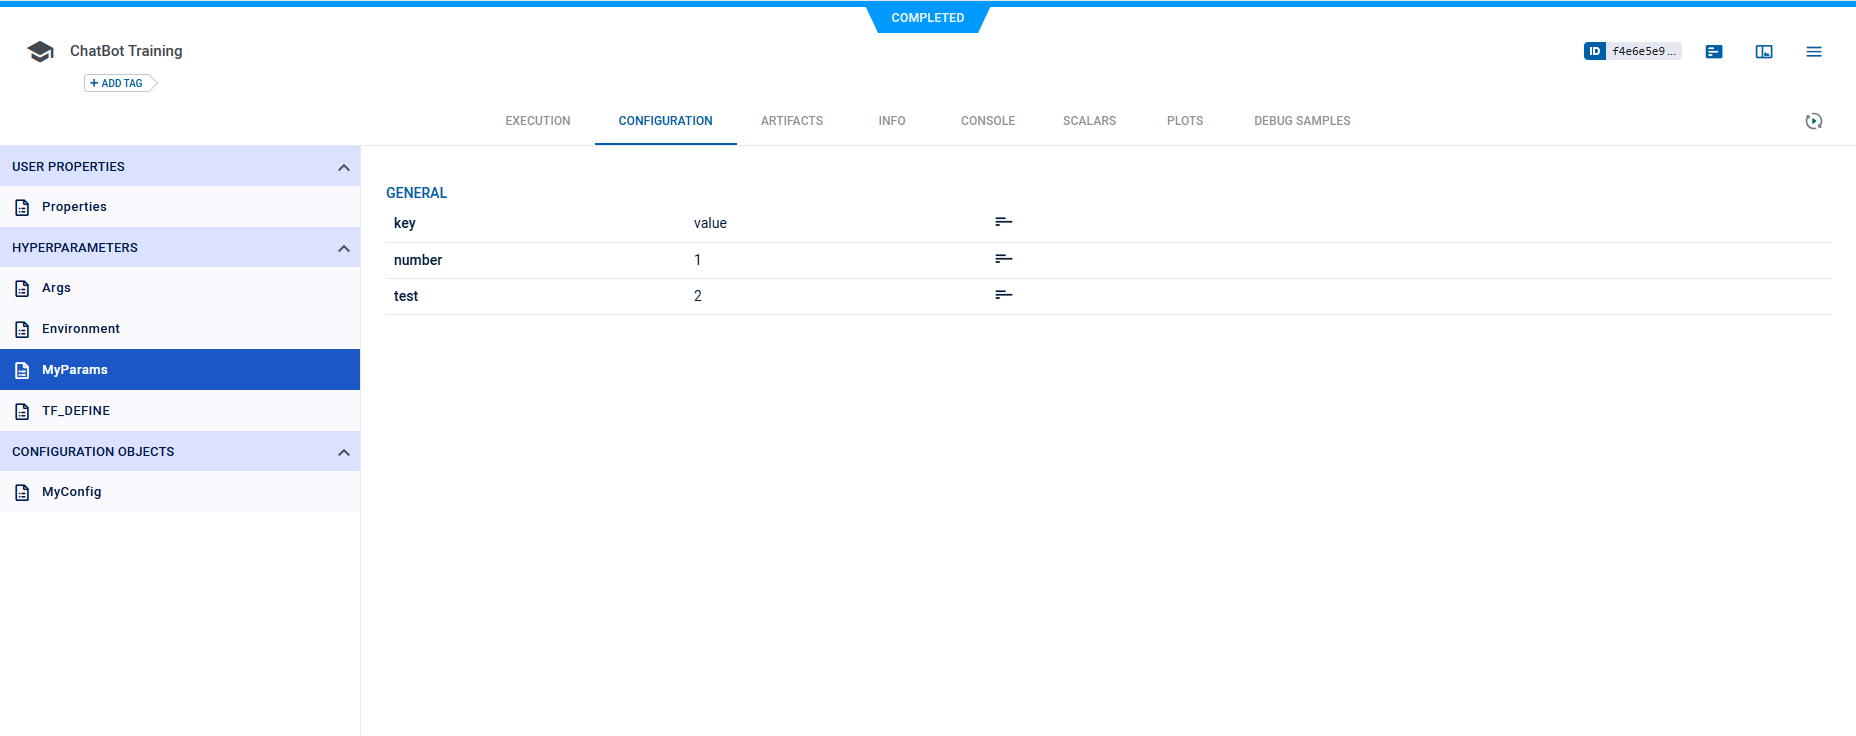 COMPLETED
ChatBot Training
ID f4e6e5e9...
+ ADD TAG
EXECUTION CONFIGURATION ARTIFACTS INFO CONSOLE SCALARS PLOTS DEBUG SAMPLES
USER PROPERTIES
Properties
HYPERPARAMETERS
Args
Environment
MyParams
TF_DEFINE
CONFIGURATION OBJECTS
MyConfig
GENERAL
key value
number 1
test 2